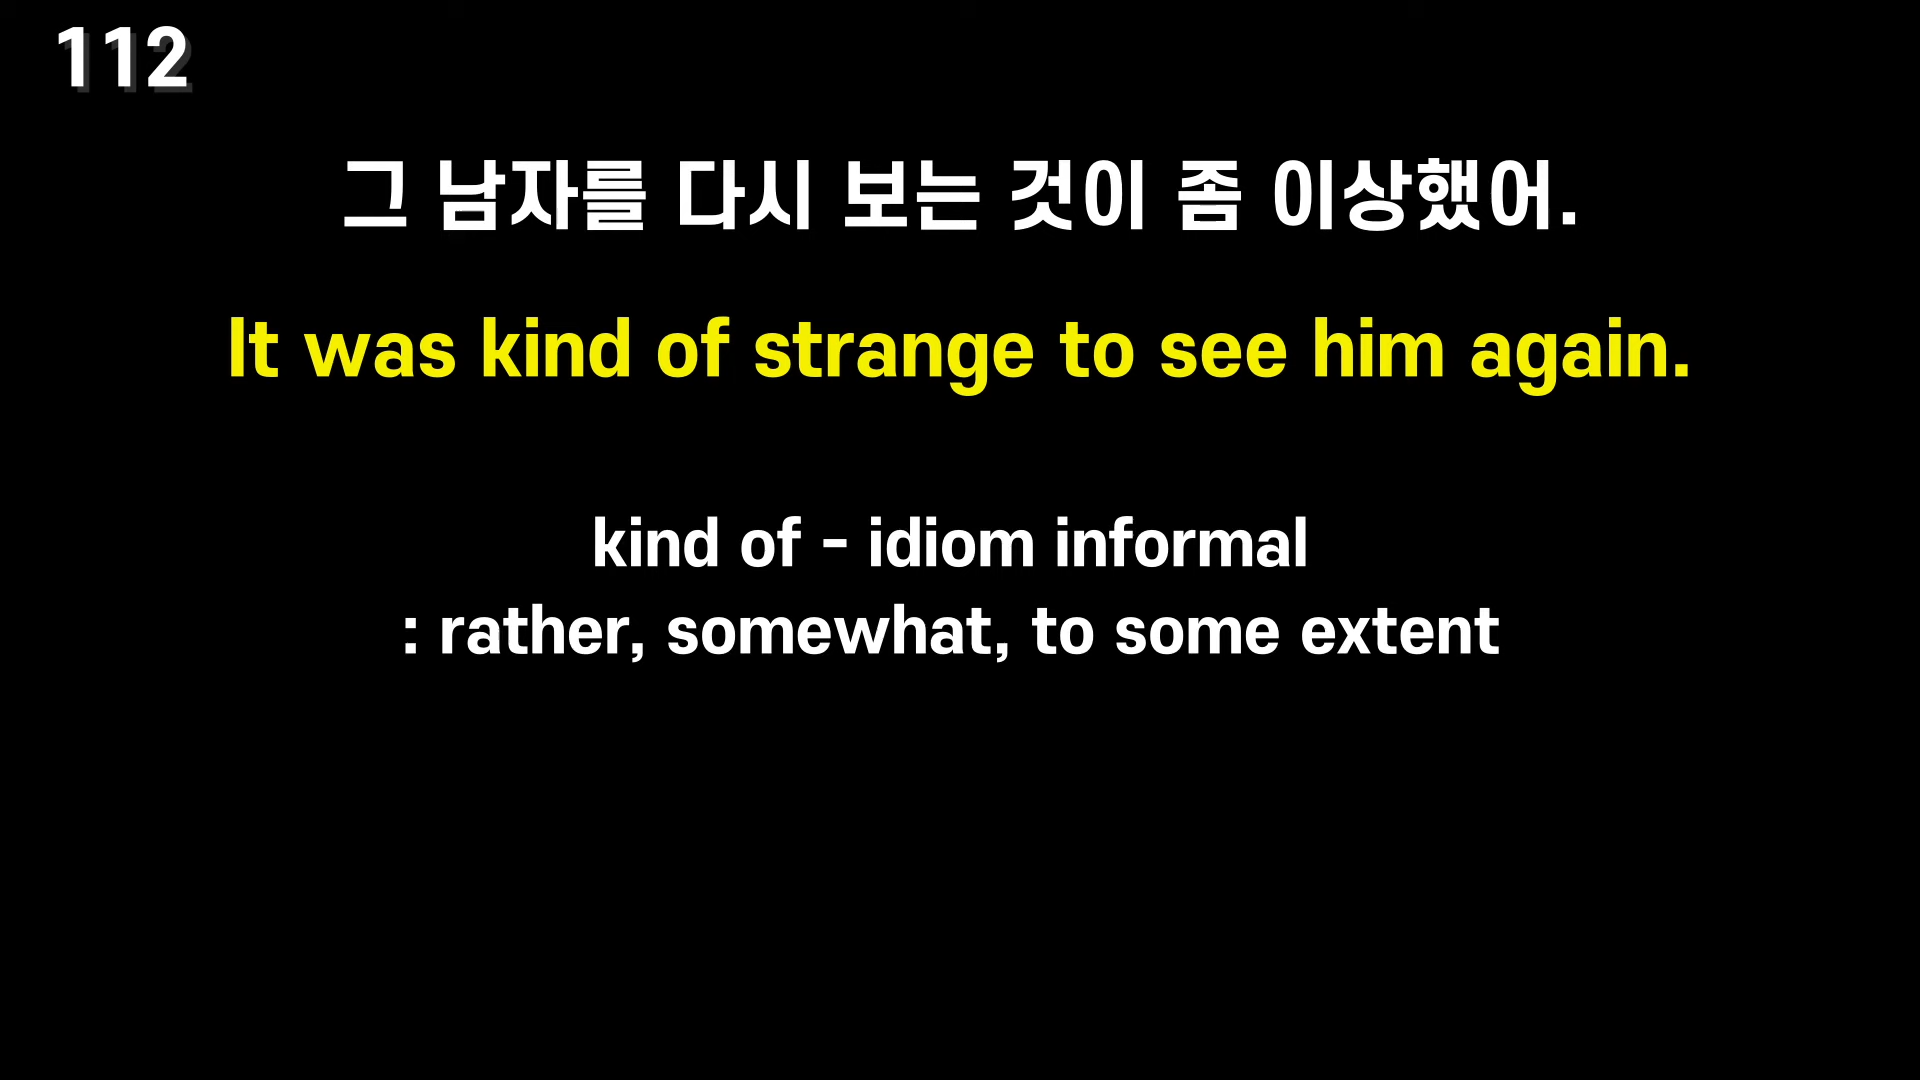 112
그 남자를 다시 보는 것이 좀 이상했어.
It was kind of strange to see him again.
kind of - idiom informal
: rather, somewhat, to some extent